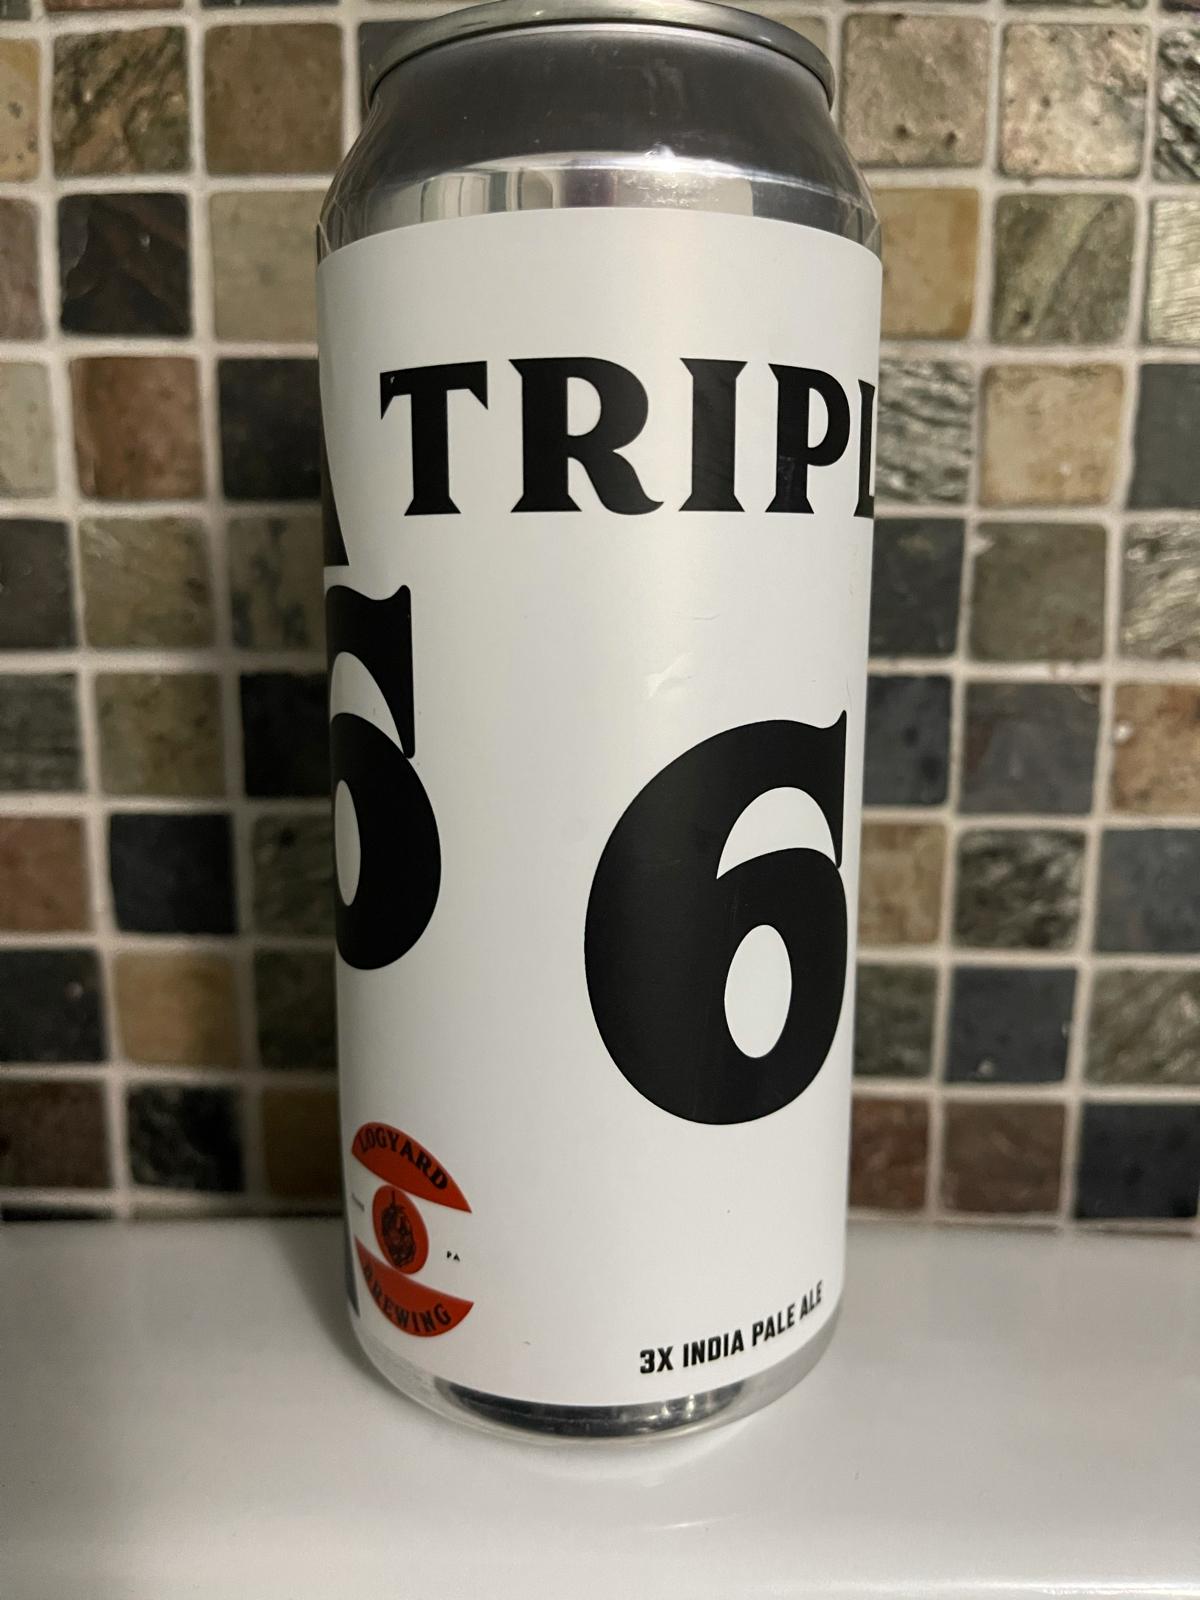 TRIPL
6
6
LOGYARD
PA
BREWING
3X INDIA PALE ALE